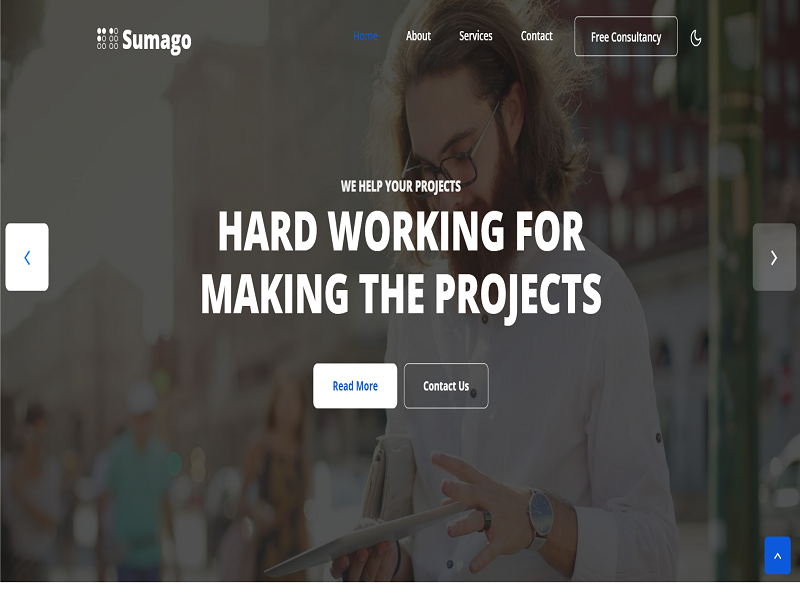 Sumago
Home About Services Contact Free Consultancy
WE HELP YOUR PROJECTS
HARD WORKING FOR
MAKING THE PROJECTS
Read More Contact Us